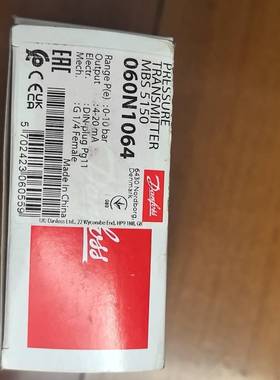 PRESSURE
TRANSMITTER
MBS 5150
060N1064
Range P(e) :0-10 bar
Output :4-20 mA
Electr. :DIN-plug Pg11
Mech. :G 1/4 Female
Danfoss
6430 Nordborg,
Denmark
Made in China
UK: Danfoss Ltd., 22 Wycombe End, HP9 1NB, GB
EAC
CE UK CA
5702423060559